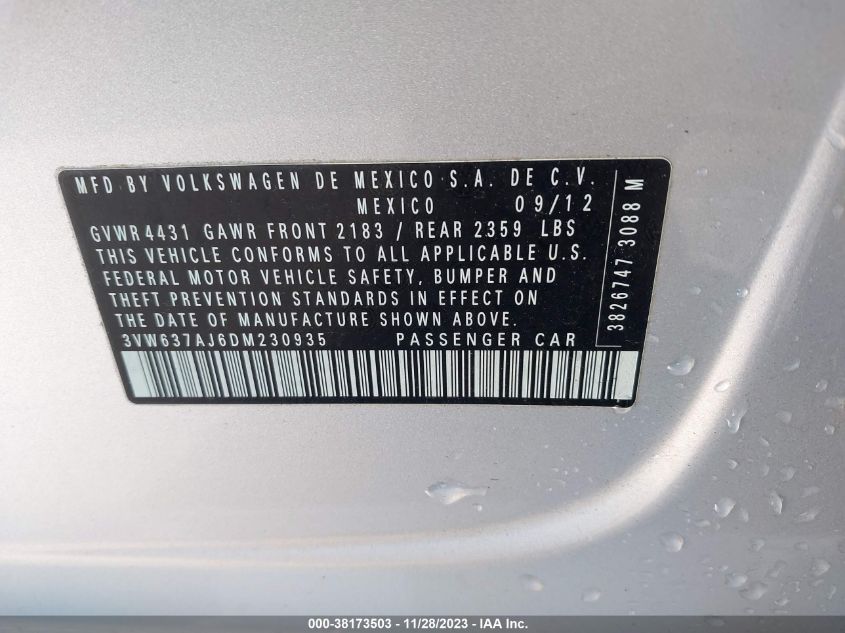 MFD BY VOLKSWAGEN DE MEXICO S.A. DE C.V.
MEXICO 09/12
GVWR 4431 GAWR FRONT 2183 / REAR 2359 LBS
THIS VEHICLE CONFORMS TO ALL APPLICABLE U.S.
FEDERAL MOTOR VEHICLE SAFETY, BUMPER AND
THEFT PREVENTION STANDARDS IN EFFECT ON
THE DATE OF MANUFACTURE SHOWN ABOVE.
3VW637AJ6DM230935 PASSENGER CAR
3826747 3088 M
000-38173503 - 11/28/2023 - IAA Inc.